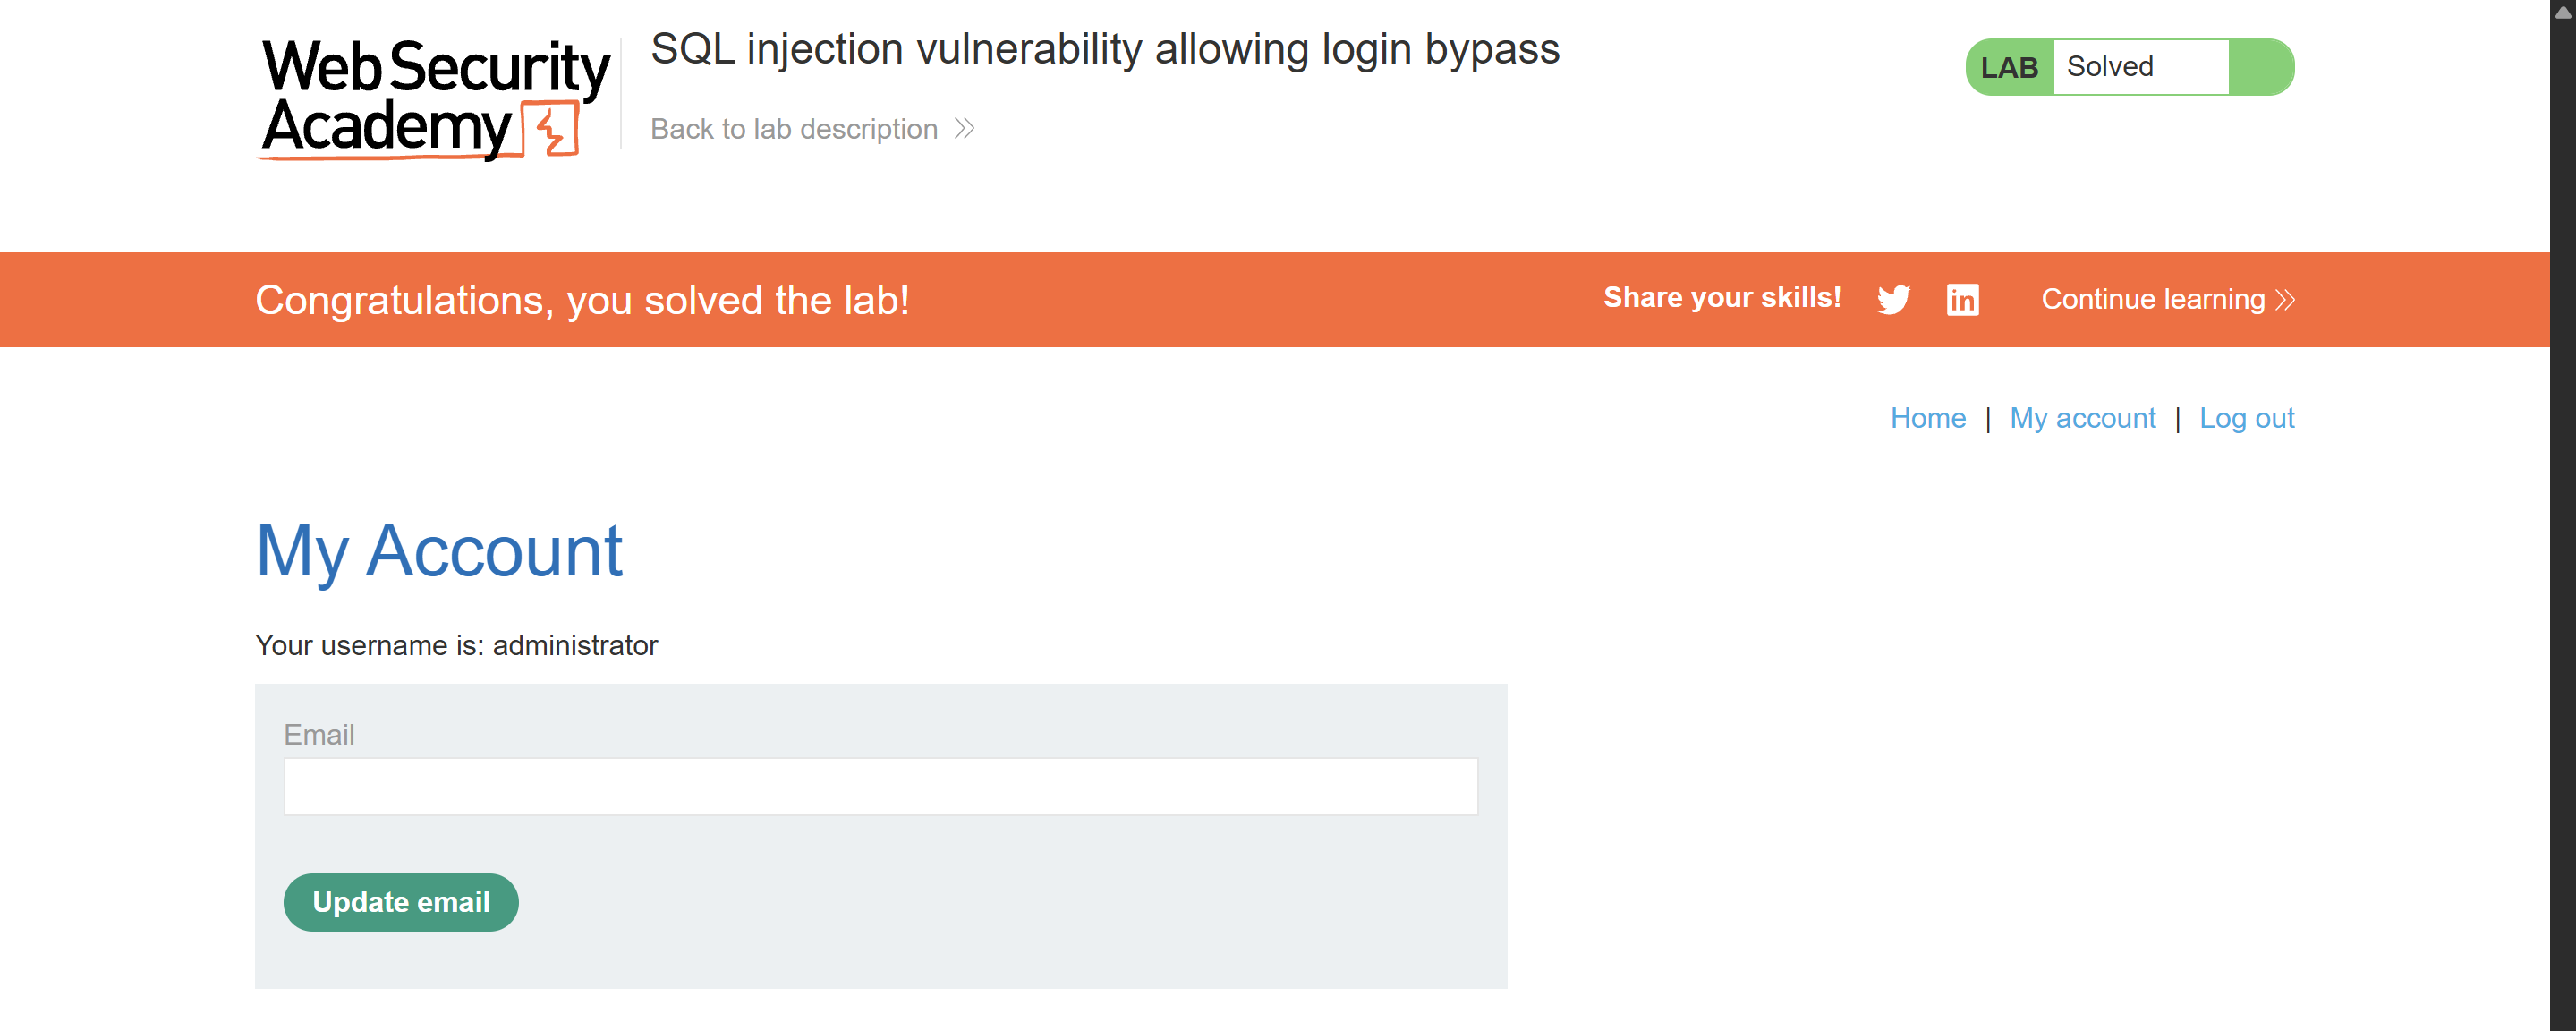 Web Security
Academy
SQL injection vulnerability allowing login bypass
Back to lab description
LAB Solved
Congratulations, you solved the lab!
Share your skills!
in
Continue learning
Home | My account | Log out
My Account
Your username is: administrator
Email
Update email